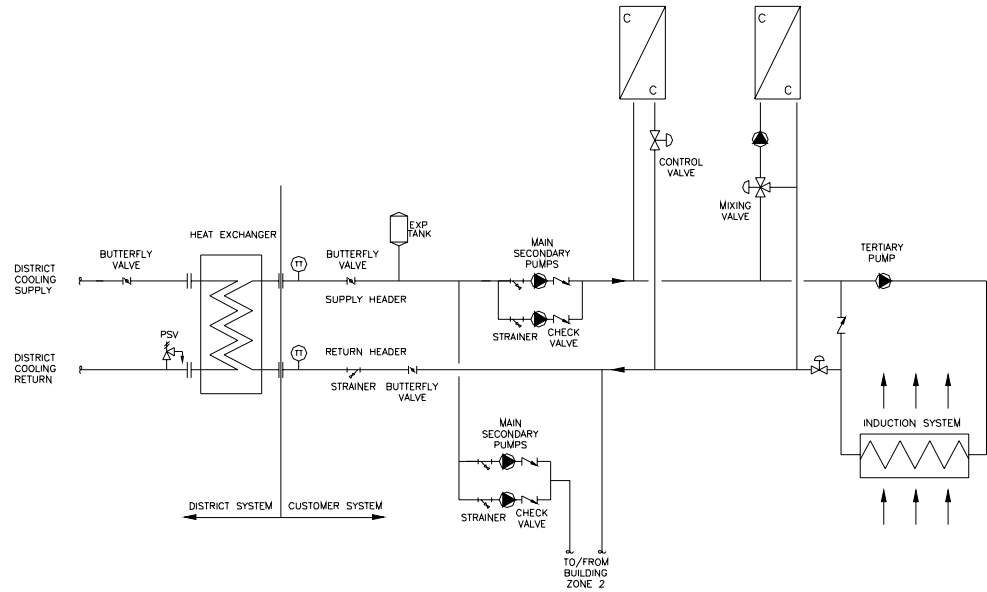 C
C
C
C
CONTROL
VALVE
MIXING
VALVE
EXP
TANK
HEAT EXCHANGER
MAIN
SECONDARY
PUMPS
TERTIARY
PUMP
BUTTERFLY
VALVE
BUTTERFLY
VALVE
TT
DISTRICT
COOLING
SUPPLY
SUPPLY HEADER
STRAINER
CHECK
VALVE
PSV
TT
RETURN HEADER
DISTRICT
COOLING
RETURN
STRAINER
BUTTERFLY
VALVE
INDUCTION SYSTEM
MAIN
SECONDARY
PUMPS
DISTRICT SYSTEM
CUSTOMER SYSTEM
STRAINER
CHECK
VALVE
TO/FROM
BUILDING
ZONE 2